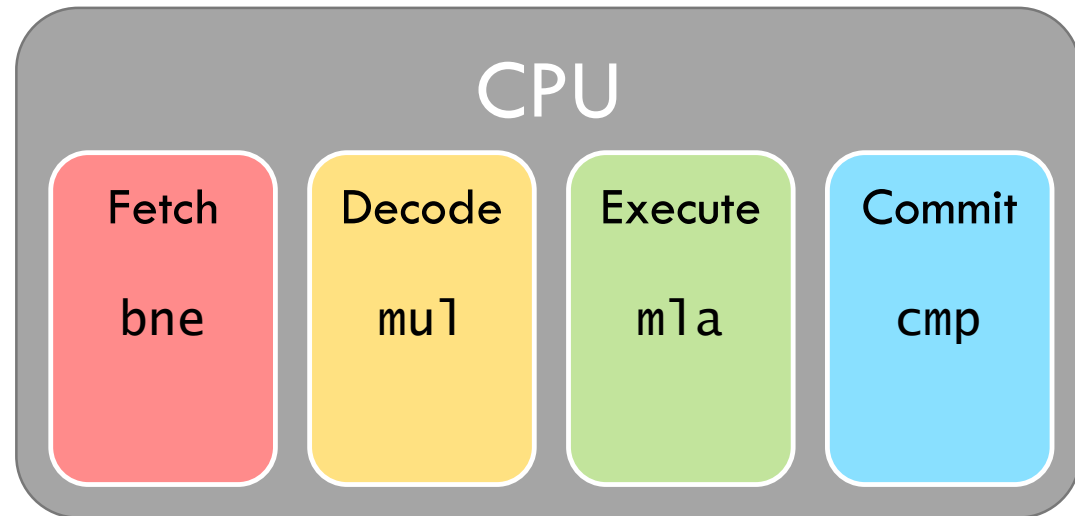 CPU
Fetch
Decode
Execute
Commit
bne
mul
mla
cmp